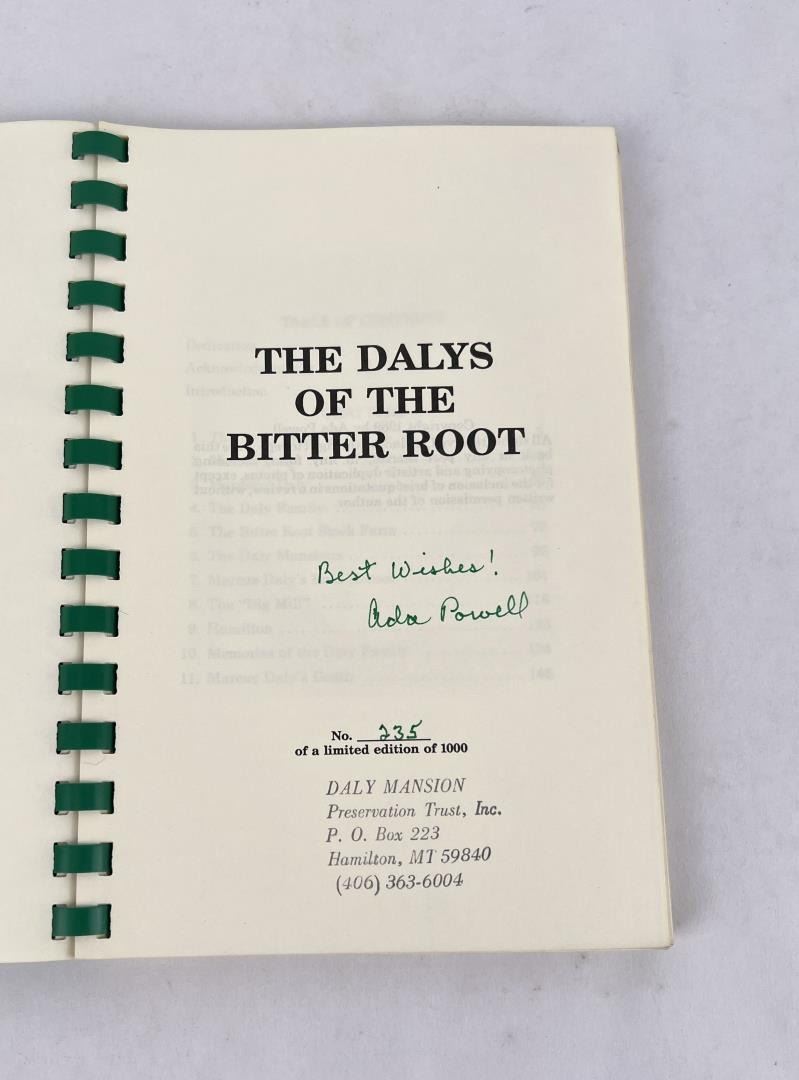 THE DALYS
OF THE
BITTER ROOT
Best Wishes!
Ada Powell
No. 235
of a limited edition of 1000
DALY MANSION
Preservation Trust, Inc.
P. O. Box 223
Hamilton, MT 59840
(406) 363-6004